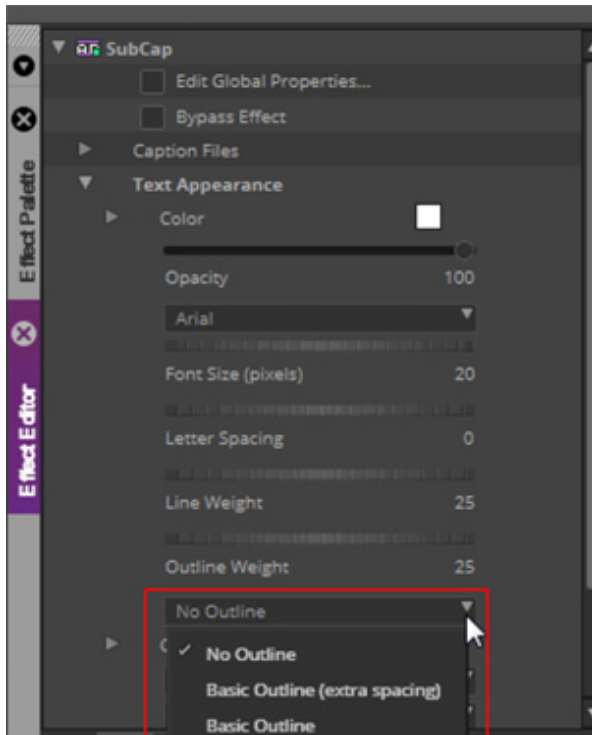 SubCap
Edit Global Properties...
Bypass Effect
Caption Files
Text Appearance
Color
Opacity 100
Arial
Font Size (pixels) 20
Letter Spacing 0
Line Weight 25
Outline Weight 25
No Outline
✓ No Outline
Basic Outline (extra spacing)
Basic Outline
Effect Palette
Effect Editor